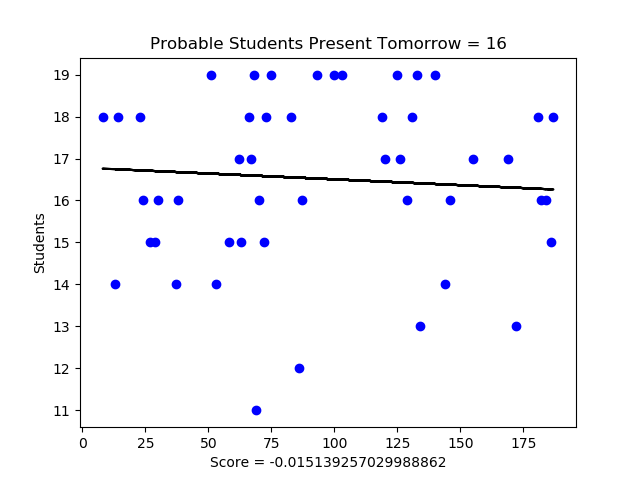 Probable Students Present Tomorrow = 16
19
18
17
16
15
14
13
12
11
Students
0 25 50 75 100 125 150 175
Score = -0.015139257029988862